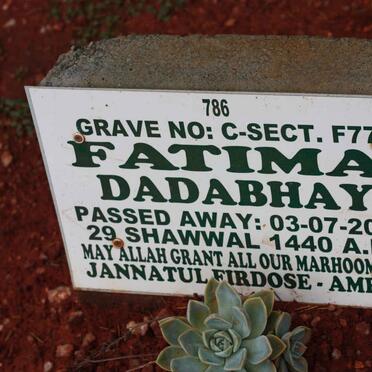 786
GRAVE NO: C-SECT. F77
FATIMA
DADABHAY
PASSED AWAY: 03-07-20
29 SHAWWAL 1440 A.
MAY ALLAH GRANT ALL OUR MARHOOM
JANNATUL FIRDOSE - AM